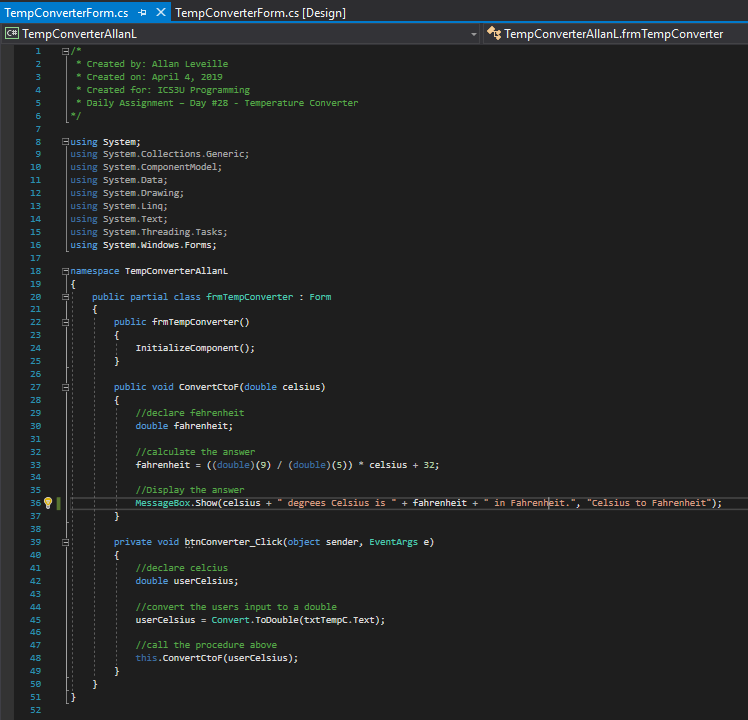 TempConverterForm.cs TempConverterForm.cs [Design]
C# TempConverterAllanL TempConverterAllanL.frmTempConverter
1 /*
2 * Created by: Allan Leveille
3 * Created on: April 4, 2019
4 * Created for: ICS3U Programming
5 * Daily Assignment – Day #28 - Temperature Converter
6 */
7
8 using System;
9 using System.Collections.Generic;
10 using System.ComponentModel;
11 using System.Data;
12 using System.Drawing;
13 using System.Linq;
14 using System.Text;
15 using System.Threading.Tasks;
16 using System.Windows.Forms;
17
18 namespace TempConverterAllanL
19 {
20 public partial class frmTempConverter : Form
21 {
22 public frmTempConverter()
23 {
24 InitializeComponent();
25 }
26
27 public void ConvertCtoF(double celsius)
28 {
29 //declare fehrenheit
30 double fahrenheit;
31
32 //calculate the answer
33 fahrenheit = ((double)(9) / (double)(5)) * celsius + 32;
34
35 //Display the answer
36 MessageBox.Show(celsius + " degrees Celsius is " + fahrenheit + " in Fahrenheit.", "Celsius to Fahrenheit");
37 }
38
39 private void btnConverter_Click(object sender, EventArgs e)
40 {
41 //declare celcius
42 double userCelsius;
43
44 //convert the users input to a double
45 userCelsius = Convert.ToDouble(txtTempC.Text);
46
47 //call the procedure above
48 this.ConvertCtoF(userCelsius);
49 }
50 }
51 }
52